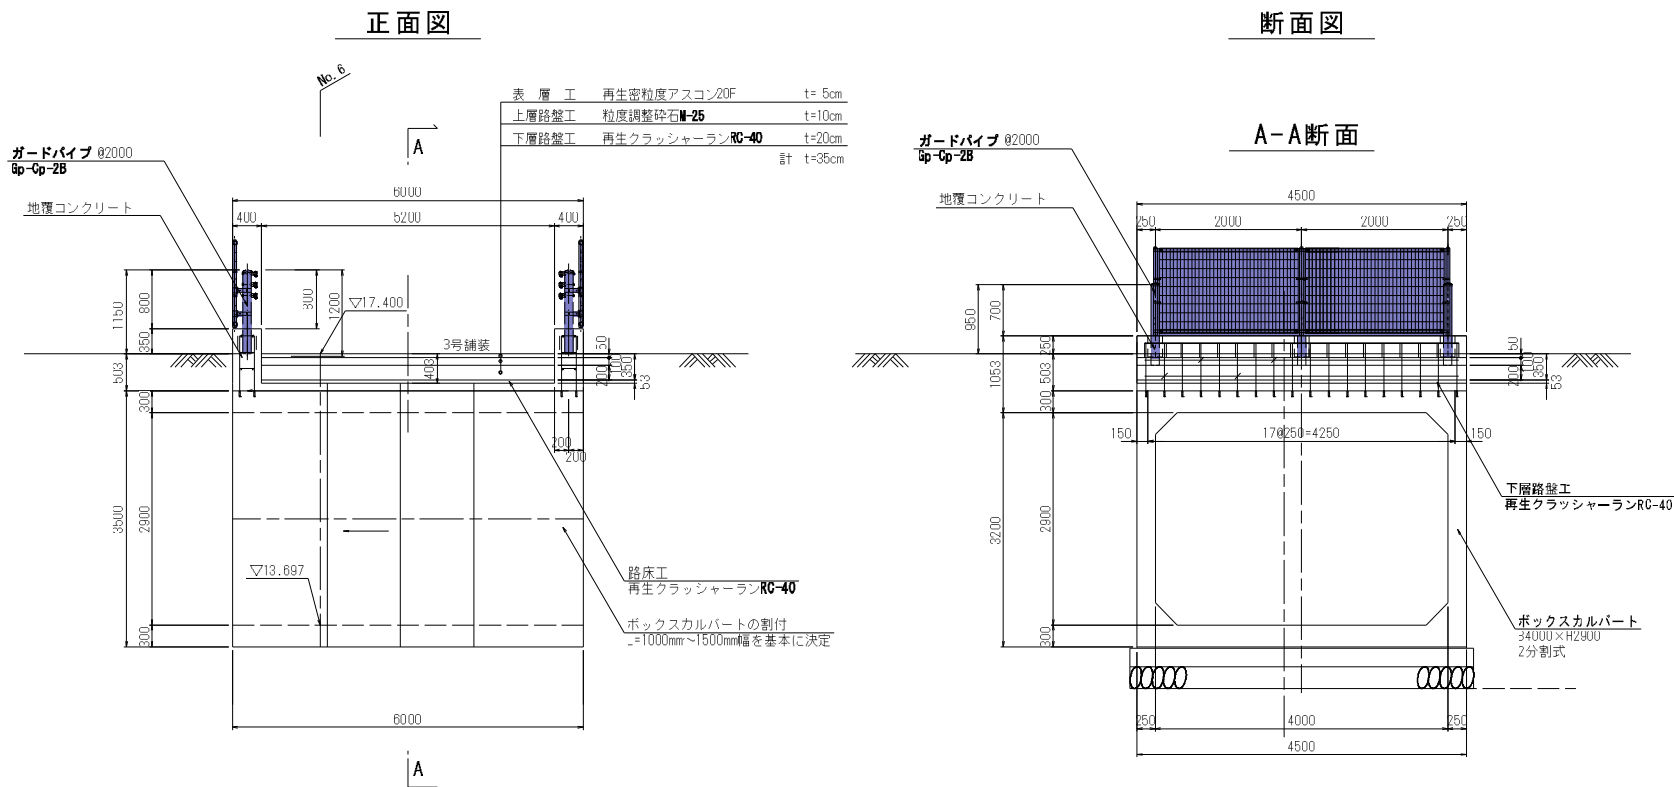 正面図
No.6
表 層 工 再生密粒度アスコン20F t= 5cm
上層路盤工 粒度調整砕石M-25 t=10cm
下層路盤工 再生クラッシャーランRC-40 t=20cm
計 t=35cm
A
ガードパイプ @2000
Gp-Cp-2B
地覆コンクリート
6000
400
5200
400
1150
800
350
503
800
1200
▽17.400
3号舗装
403
50
100
200
350
53
300
3500
2900
300
200
200
▽13.697
路床工
再生クラッシャーランRC-40
ボックスカルバートの割付
=1000mm~1500mm幅を基本に決定
6000
A
断面図
A-A断面
ガードパイプ @2000
Gp-Cp-2B
地覆コンクリート
4500
250
2000
2000
250
950
700
250
1053
503
300
50
100
200
350
53
150
17@250=4250
150
3200
2900
300
下層路盤工
再生クラッシャーランRC-40
ボックスカルバート
4000×H2900
2分割式
250
4000
250
4500